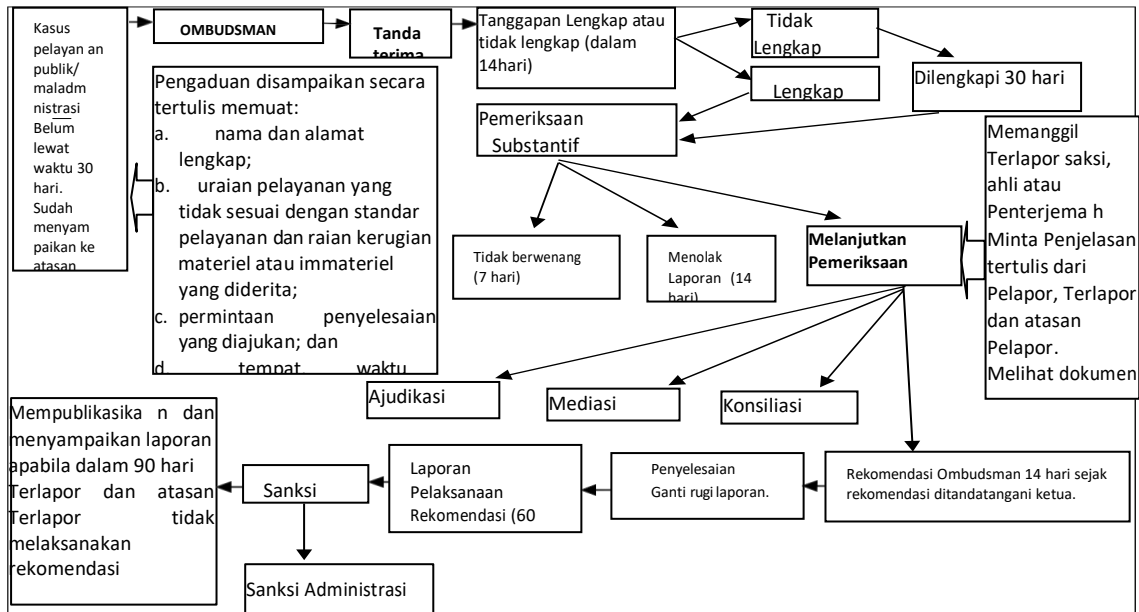 Kasus
pelayan an
publik/
maladm
nistrasi
Belum
lewat
waktu 30
hari.
Sudah
menyam
paikan ke
atasan
OMBUDSMAN
Tanda
terima
Tanggapan Lengkap atau
tidak lengkap (dalam
14hari)
Tidak
Lengkap
Lengkap
Dilengkapi 30 hari
Pengaduan disampaikan secara
tertulis memuat:
a. nama dan alamat
lengkap;
b. uraian pelayanan yang
tidak sesuai dengan standar
pelayanan dan raian kerugian
materiel atau immateriel
yang diderita;
c. permintaan penyelesaian
yang diajukan; dan
d. tempat, waktu
Pemeriksaan
Substantif
Memanggil
Terlapor saksi,
ahli atau
Penterjema h
Minta Penjelasan
tertulis dari
Pelapor, Terlapor
dan atasan
Pelapor.
Melihat dokumen
Tidak berwenang
(7 hari)
Menolak
Laporan (14
hari)
Melanjutkan
Pemeriksaan
Ajudikasi
Mediasi
Konsiliasi
Rekomendasi Ombudsman 14 hari sejak
rekomendasi ditandatangani ketua.
Penyelesaian
Ganti rugi laporan.
Laporan
Pelaksanaan
Rekomendasi (60
Sanksi
Sanksi Administrasi
Mempublikasika n dan
menyampaikan laporan
apabila dalam 90 hari
Terlapor dan atasan
Terlapor tidak
melaksanakan
rekomendasi